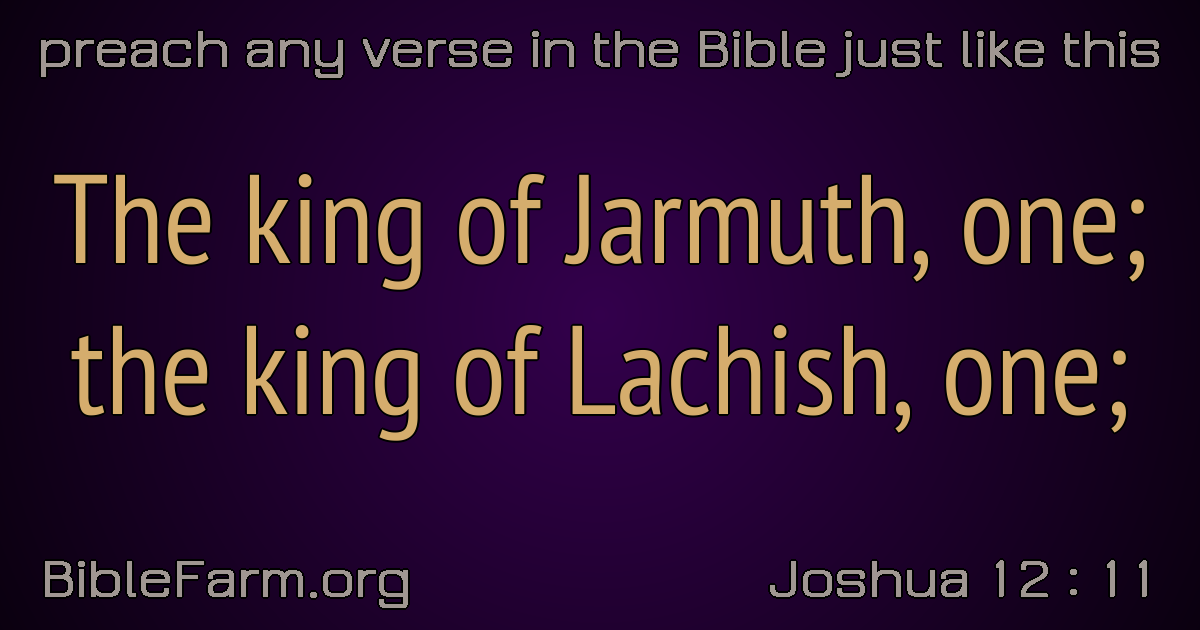 preach any verse in the Bible just like this
The king of Jarmuth, one;
the king of Lachish, one;
BibleFarm.org
Joshua 12 : 11